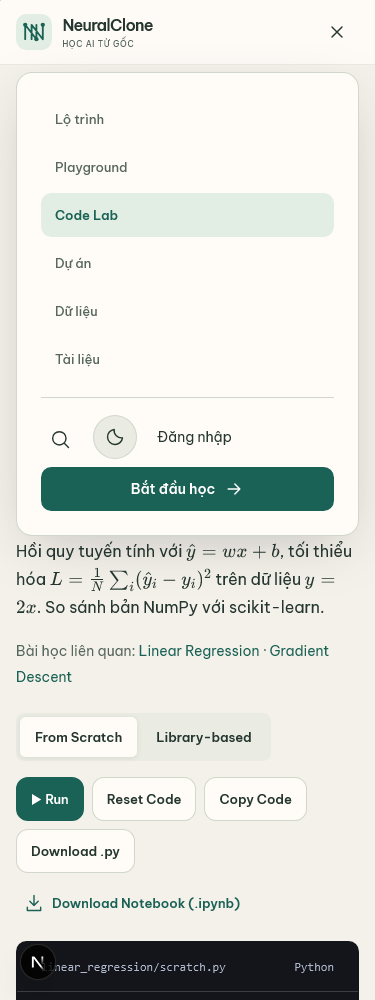 NeuralClone
HỌC AI TỪ GỐC
Lộ trình
Playground
Code Lab
Dự án
Dữ liệu
Tài liệu
Đăng nhập
Bắt đầu học →
Hồi quy tuyến tính với ŷ = wx + b, tối thiểu
hóa L = 1/N ∑ᵢ(ŷᵢ − yᵢ)² trên dữ liệu y =
2x. So sánh bản NumPy với scikit-learn.
Bài học liên quan: Linear Regression · Gradient
Descent
From Scratch Library-based
▶ Run Reset Code Copy Code
Download .py
Download Notebook (.ipynb)
N
linear_regression/scratch.py Python